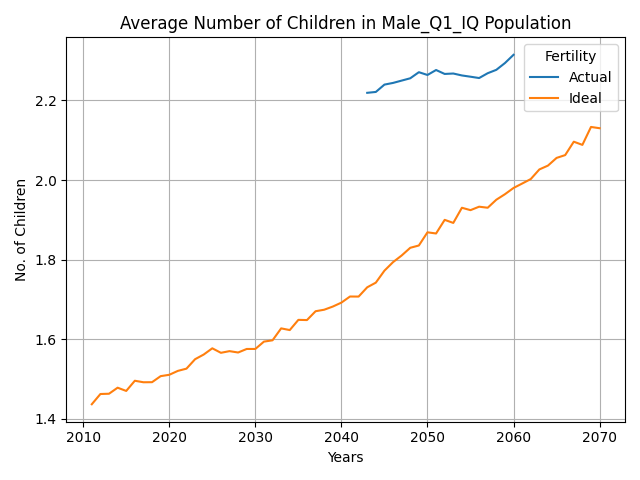 Average Number of Children in Male_Q1_IQ Population
Fertility
Actual
Ideal
No. of Children
2.2
2.0
1.8
1.6
1.4
2010 2020 2030 2040 2050 2060 2070
Years